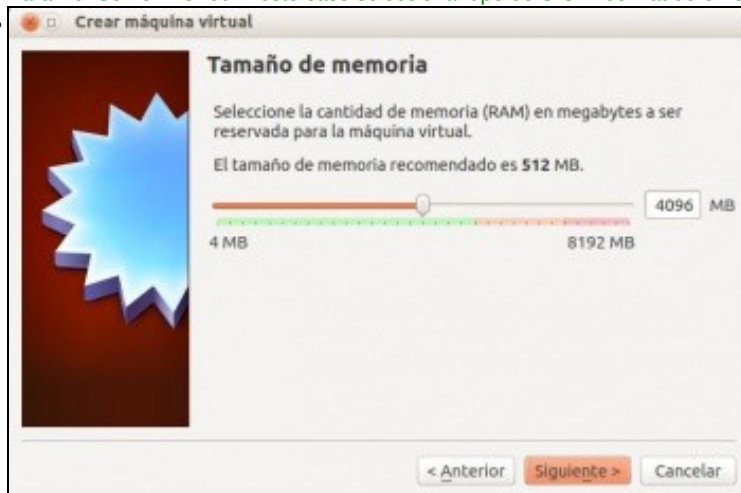 Crear máquina virtual
Tamaño de memoria
Seleccione la cantidad de memoria (RAM) en megabytes a ser
reservada para la máquina virtual.
El tamaño de memoria recomendado es 512 MB.
4096 MB
4 MB 8192 MB
< Anterior Siguiente > Cancelar